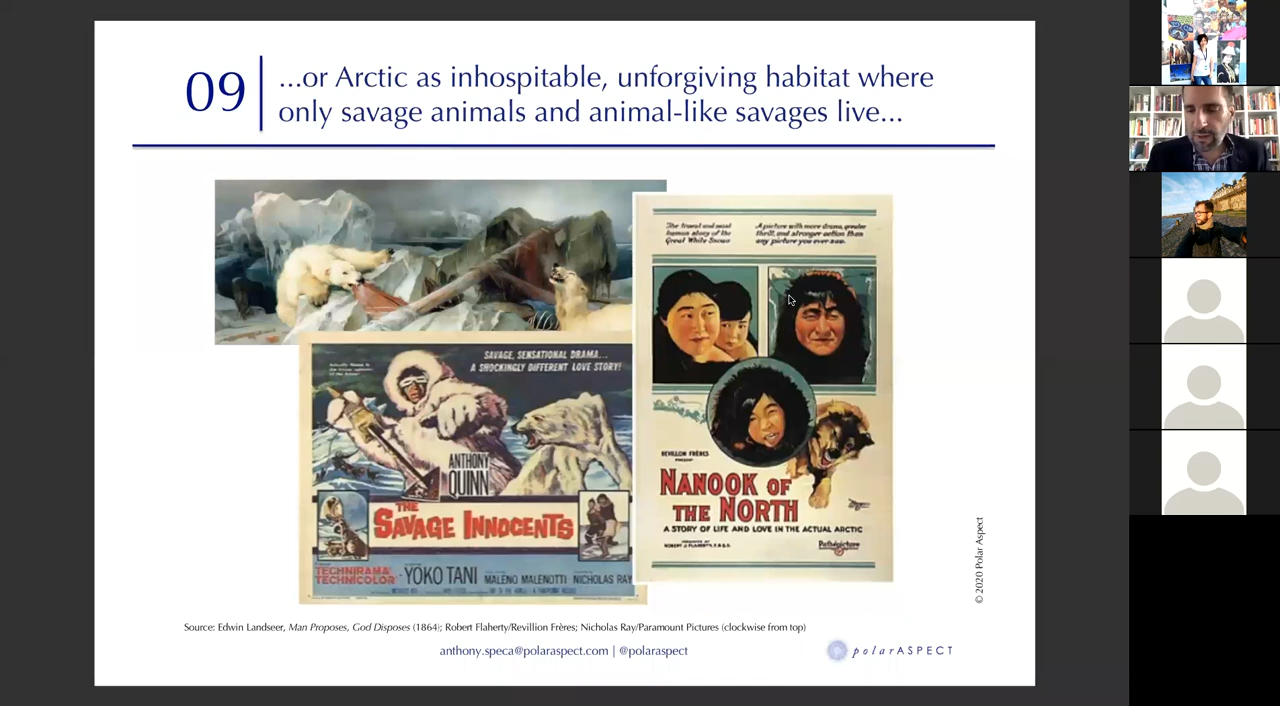 09
...or Arctic as inhospitable, unforgiving habitat where
only savage animals and animal-like savages live...
The truest and most
human story of the
Great White Snows
A picture with more drama, greater
thrill, and stronger action than
any picture you ever saw.
SAVAGE, SENSATIONAL DRAMA...
A SHOCKINGLY DIFFERENT LOVE STORY!
ANTHONY
QUINN
THE
SAVAGE INNOCENTS
TECHNIRAMA®
TECHNICOLOR®
YOKO TANI
MALENO MALENOTTI
NICHOLAS RAY
REVILLON FRÈRES
PRESENT
NANOOK OF
THE NORTH
A STORY OF LIFE AND LOVE IN THE ACTUAL ARCTIC
ROBERT J. FLAHERTY, F.R.G.S.
Pathépicture
© 2020 Polar Aspect
Source: Edwin Landseer, Man Proposes, God Disposes (1864); Robert Flaherty/Revillion Frères; Nicholas Ray/Paramount Pictures (clockwise from top)
anthony.speca@polaraspect.com | @polaraspect
polarASPECT